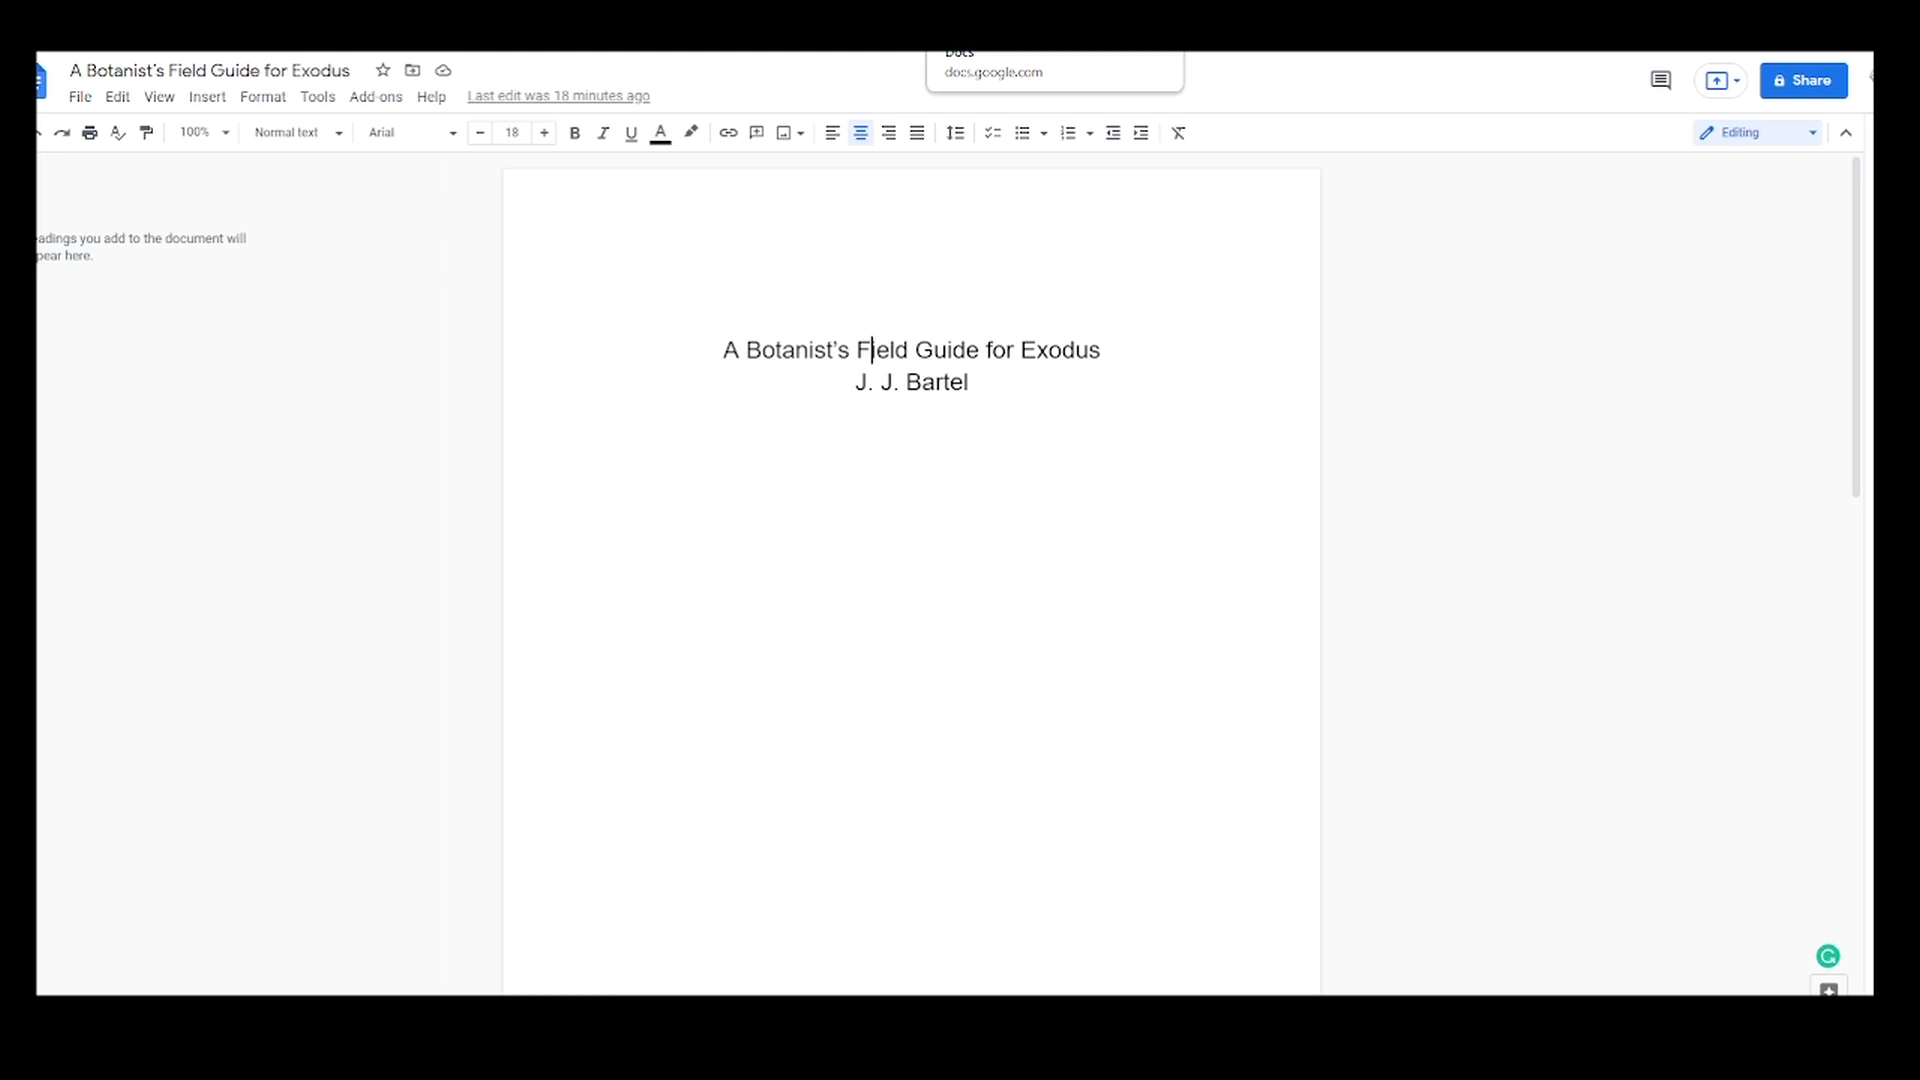 Docs
docs.google.com
A Botanist's Field Guide for Exodus
File Edit View Insert Format Tools Add-ons Help Last edit was 18 minutes ago
Share
100% Normal text Arial - 18 + B I U A
Editing
eadings you add to the document will
pear here.
A Botanist's Field Guide for Exodus
J. J. Bartel